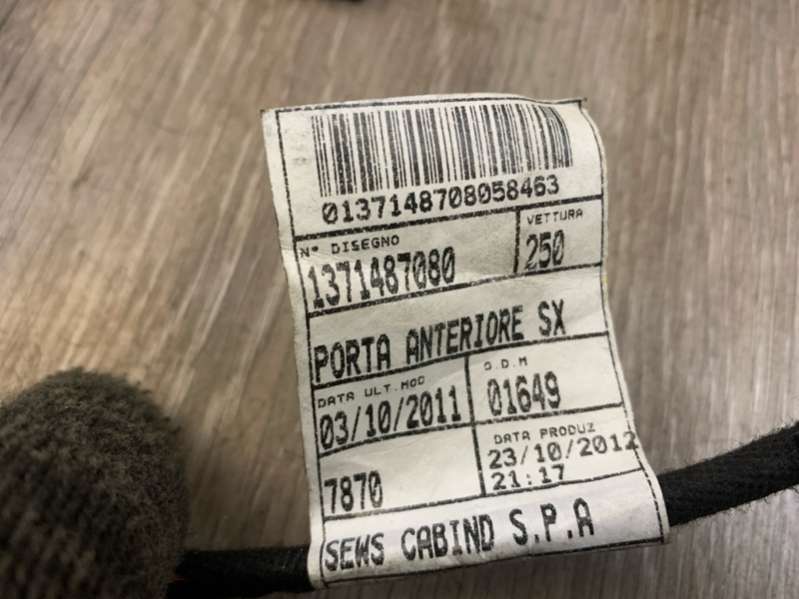 0137148708058463
N° DISEGNO
1371487080
VETTURA
250
PORTA ANTERIORE SX
DATA ULT.MOD
03/10/2011
O.D.M
01649
7870
DATA PRODUZ
23/10/2012
21:17
SEWS CABIND S.P.A